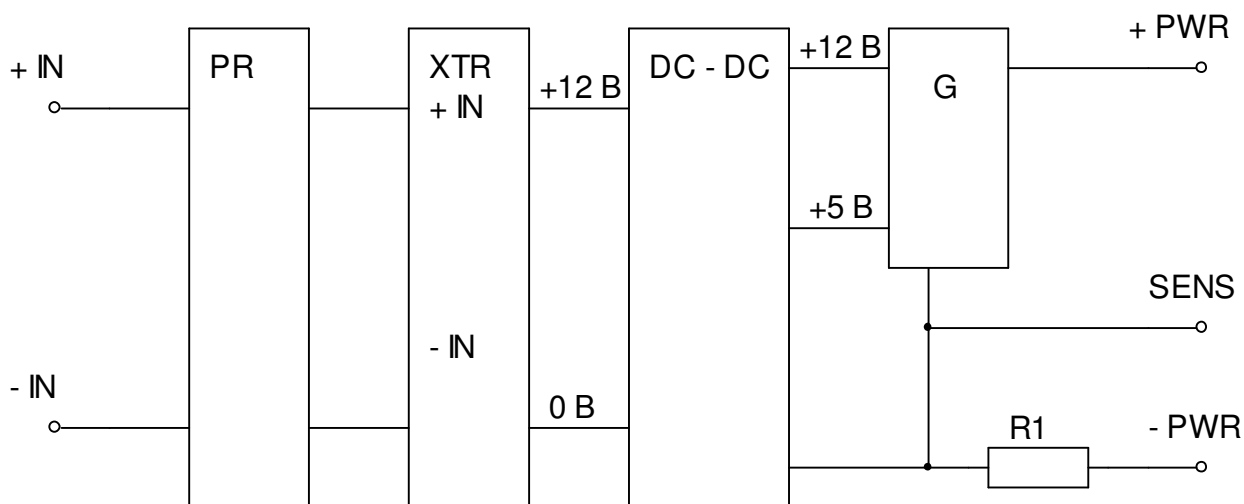 + PWR
+ IN
PR
XTR
+ IN
+12 В
DC - DC
+12 В
G
+5 В
SENS
- IN
- IN
0 В
R1
- PWR